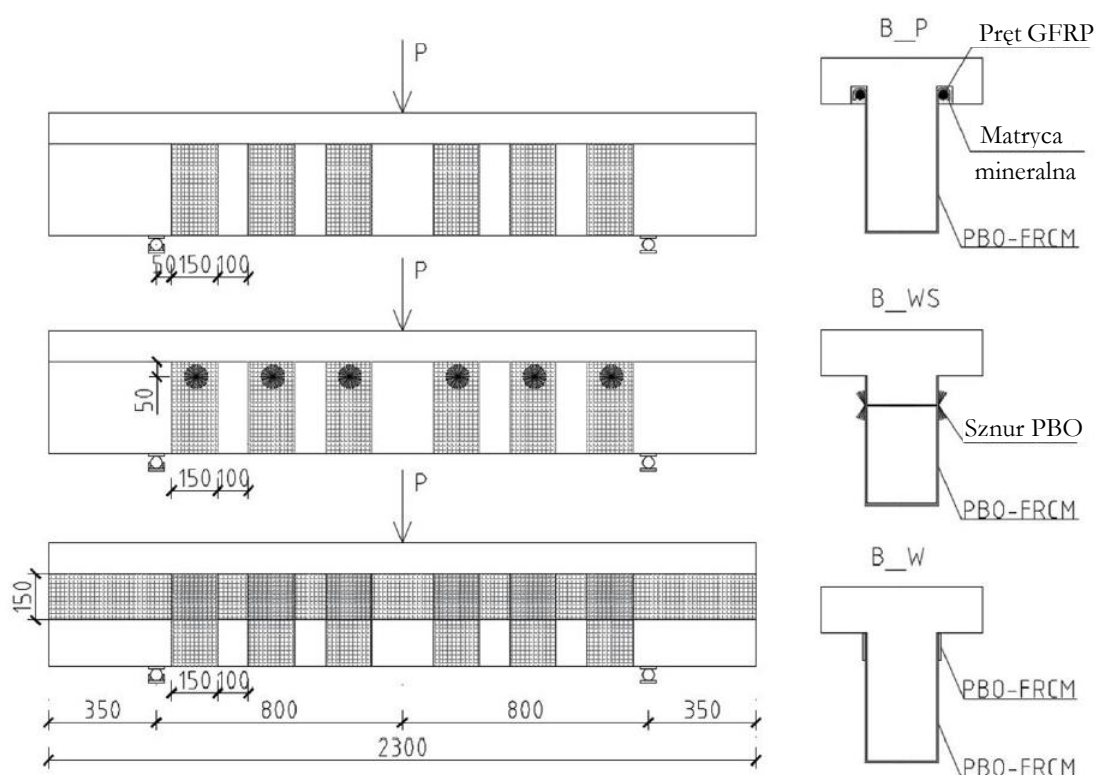 P
50 150 100
B_P
Pręt GFRP
Matryca
mineralna
PBO-FRCM
P
50
150 100
B_WS
Sznur PBO
PBO-FRCM
P
150
150 100
350 800 800 350
2300
B_W
PBO-FRCM
PBO-FRCM